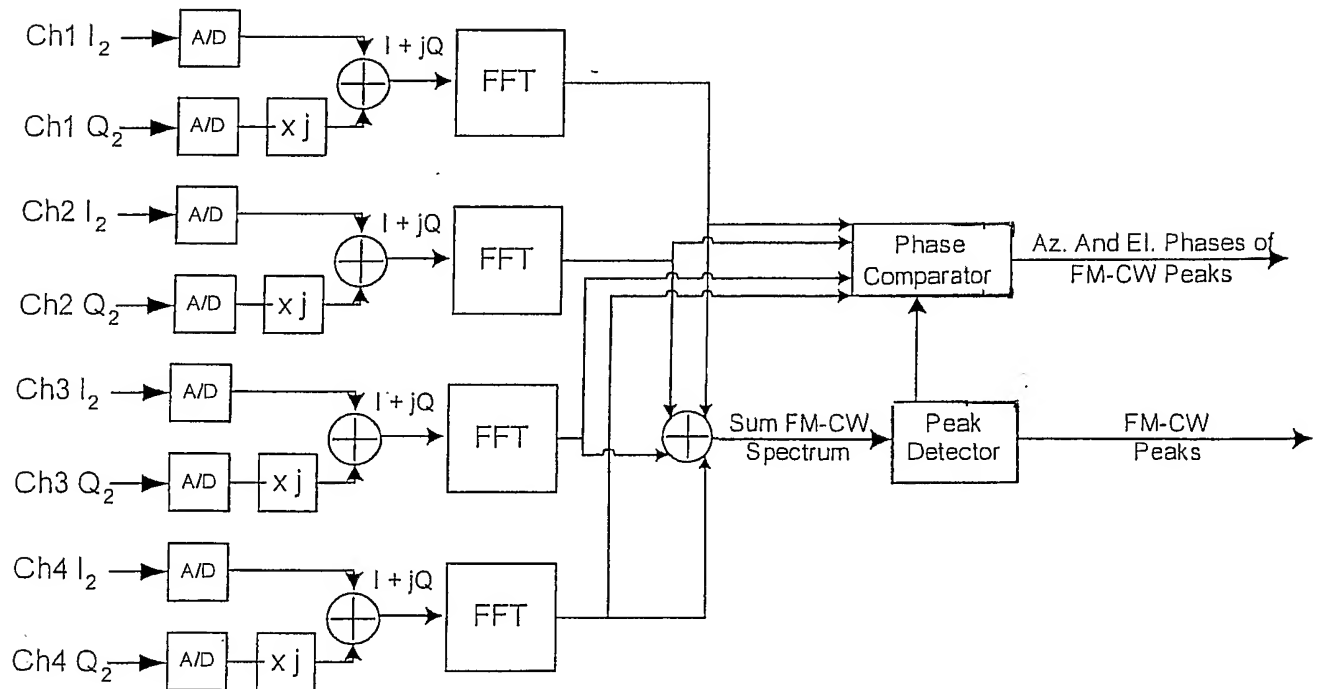 Ch1 I2
A/D
I + jQ
FFT
Ch1 Q2
A/D
x j
Ch2 I2
A/D
I + jQ
FFT
Ch2 Q2
A/D
x j
Phase
Comparator
Az. And El. Phases of
FM-CW Peaks
Ch3 I2
A/D
I + jQ
FFT
Ch3 Q2
A/D
x j
Sum FM-CW
Spectrum
Peak
Detector
FM-CW
Peaks
Ch4 I2
A/D
I + jQ
FFT
Ch4 Q2
A/D
x j